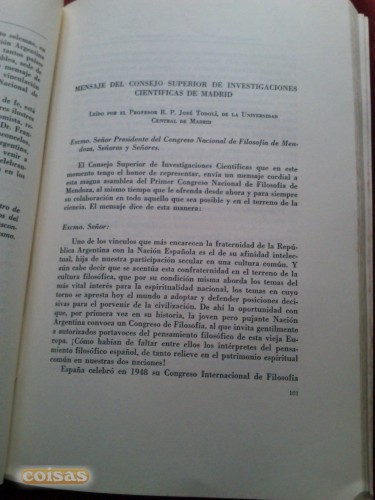 MENSAJE DEL CONSEJO SUPERIOR DE INVESTIGACIONES
CIENTIFICAS DE MADRID
Leído por el Profesor R. P. José Todolí, de la Universidad
Central de Madrid
Excmo. Señor Presidente del Congreso Nacional de Filosofía de Men-
doza, Señoras y Señores.
El Consejo Superior de Investigaciones Científicas que en este
momento tengo el honor de representar, envía un mensaje cordial a
esta magna asamblea del Primer Congreso Nacional de Filosofía de
Mendoza, al mismo tiempo que le ofrenda desde ahora y para siempre
su colaboración en todo aquello que sea posible y en el terreno de la
ciencia. El mensaje dice de esta manera:
Excmo. Señor:
Uno de los vínculos que más encarecen la fraternidad de la Repú-
blica Argentina con la Nación Española es el de su afinidad intelec-
tual, hija de nuestra participación secular en una cultura común. Y
aún cabe decir que se acentúa esta confraternidad en el terreno de la
cultura filosófica, que por su condición misma aborda los temas del
más vital interés para la espiritualidad nacional, los temas en cuyo
torno se apresta hoy el mundo a adoptar y defender posiciones decisi-
vas para el porvenir de la civilización. De ahí la oportunidad con
que, por primera vez en su historia, la joven pero pujante Nación
Argentina convoca un Congreso de Filosofía, al que invita gentilmente
a autorizados portavoces del pensamiento filosófico de esta vieja Eu-
ropa. ¡Cómo habían de faltar entre ellos los intérpretes del pensa-
miento filosófico español, de tanto relieve en el patrimonio espiritual
común en nuestras dos naciones!
España celebró en 1948 su Congreso Internacional de Filosofía
101
coisas